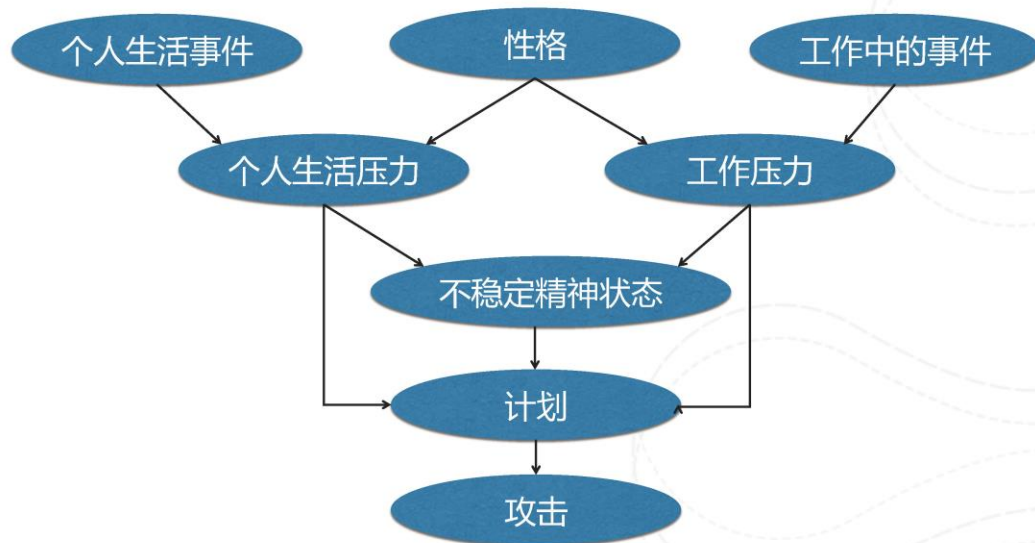 个人生活事件
性格
工作中的事件
个人生活压力
工作压力
不稳定精神状态
计划
攻击